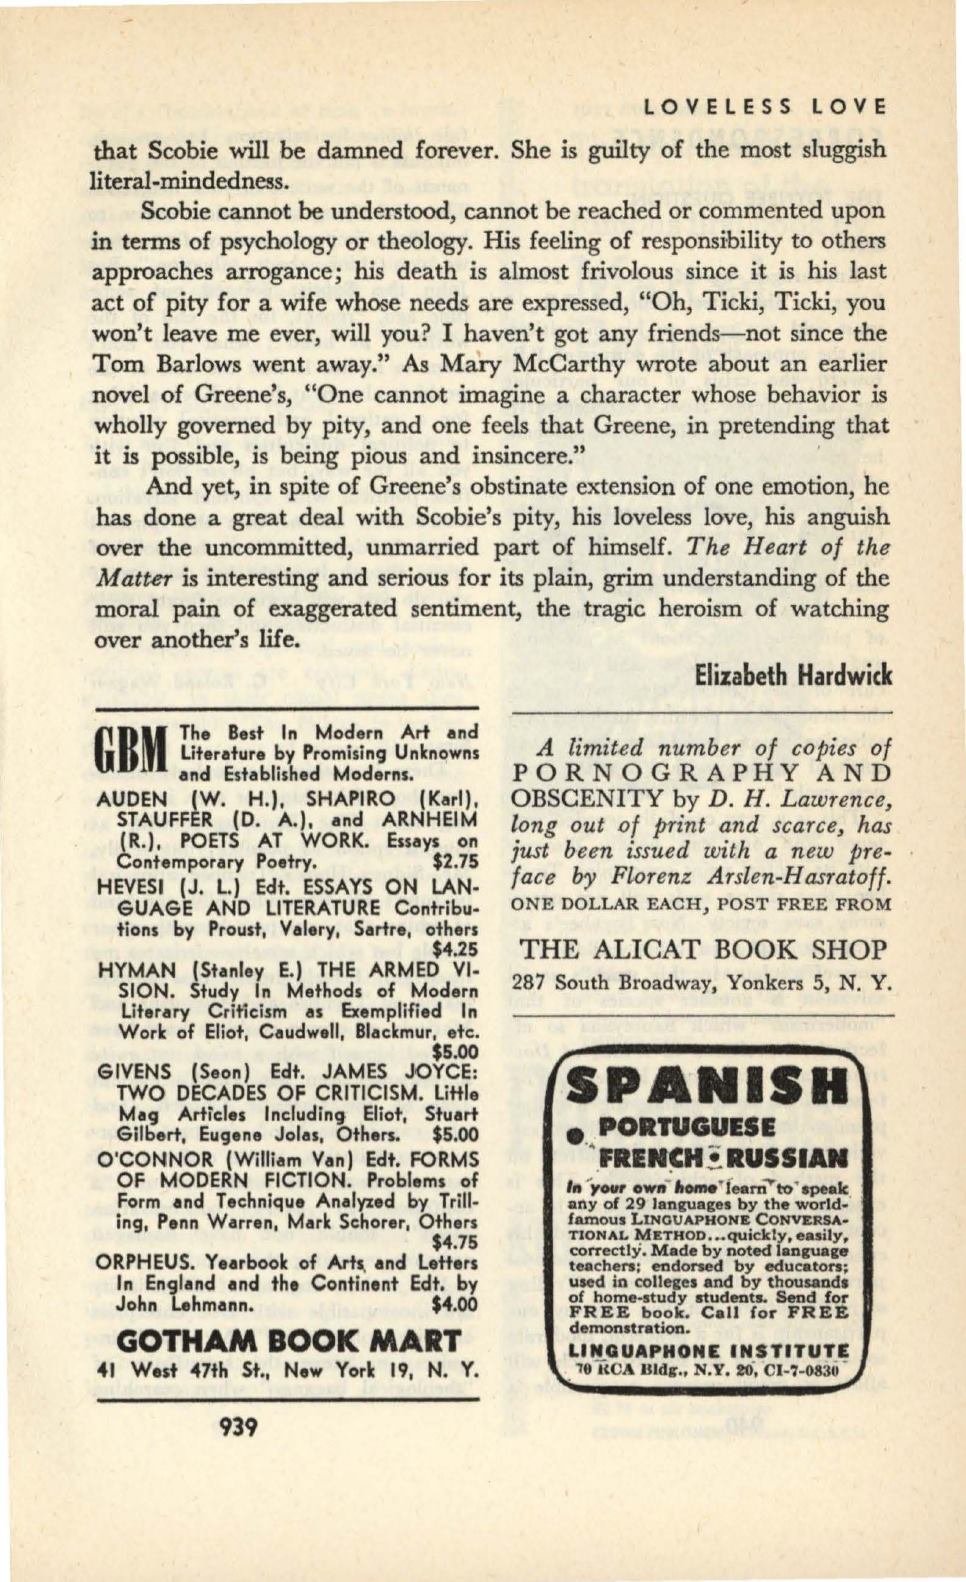 LOVELESS LOVE
that Scobie will be damned forever. She is guilty of the most sluggish
literal-mindedness.
Scobie cannot be understood, cannot be reached or commented upon
in terms of psychology or theology. His feeling of responsibility to others
approaches arrogance; his death is almost frivolous since it is his last
act of pity for a wife whose needs are expressed, “Oh, Ticki, Ticki, you
won’t leave me ever, will you? I haven’t got any friends—not since the
Tom Barlows went away.” As Mary McCarthy wrote about an earlier
novel of Greene’s, “One cannot imagine a character whose behavior is
wholly governed by pity, and one feels that Greene, in pretending that
it is possible, is being pious and insincere.”
And yet, in spite of Greene’s obstinate extension of one emotion, he
has done a great deal with Scobie’s pity, his loveless love, his anguish
over the uncommitted, unmarried part of himself. The Heart of the
Matter is interesting and serious for its plain, grim understanding of the
moral pain of exaggerated sentiment, the tragic heroism of watching
over another’s life.
Elizabeth Hardwick
GBM
The Best In Modern Art and
Literature by Promising Unknowns
and Established Moderns.
AUDEN (W. H.), SHAPIRO (Karl),
STAUFFER (D. A.), and ARNHEIM
(R.), POETS AT WORK. Essays on
Contemporary Poetry. $2.75
HEVESI (J. L.) Edt. ESSAYS ON LAN-
GUAGE AND LITERATURE Contribu-
tions by Proust, Valery, Sartre, others
$4.25
HYMAN (Stanley E.) THE ARMED VI-
SION. Study In Methods of Modern
Literary Criticism as Exemplified In
Work of Eliot, Caudwell, Blackmur, etc.
$5.00
GIVENS (Seon) Edt. JAMES JOYCE:
TWO DECADES OF CRITICISM. Little
Mag Articles Including Eliot, Stuart
Gilbert, Eugene Jolas, Others. $5.00
O'CONNOR (William Van) Edt. FORMS
OF MODERN FICTION. Problems of
Form and Technique Analyzed by Trill-
ing, Penn Warren, Mark Schorer, Others
$4.75
ORPHEUS. Yearbook of Arts and Letters
In England and the Continent Edt. by
John Lehmann. $4.00
GOTHAM BOOK MART
41 West 47th St., New York 19, N. Y.
A limited number of copies of
PORNOGRAPHY AND
OBSCENITY by D. H. Lawrence,
long out of print and scarce, has
just been issued with a new pre-
face by Florenz Arslen-Hasratoff.
ONE DOLLAR EACH, POST FREE FROM
THE ALICAT BOOK SHOP
287 South Broadway, Yonkers 5, N. Y.
SPANISH
• PORTUGUESE
FRENCH • RUSSIAN
In your own home learn to speak
any of 29 languages by the world-
famous LINGUAPHONE CONVERSA-
TIONAL METHOD...quickly, easily,
correctly. Made by noted language
teachers; endorsed by educators;
used in colleges and by thousands
of home-study students. Send for
FREE book. Call for FREE
demonstration.
LINGUAPHONE INSTITUTE
70 RCA Bldg., N.Y. 20, CI-7-0830
939